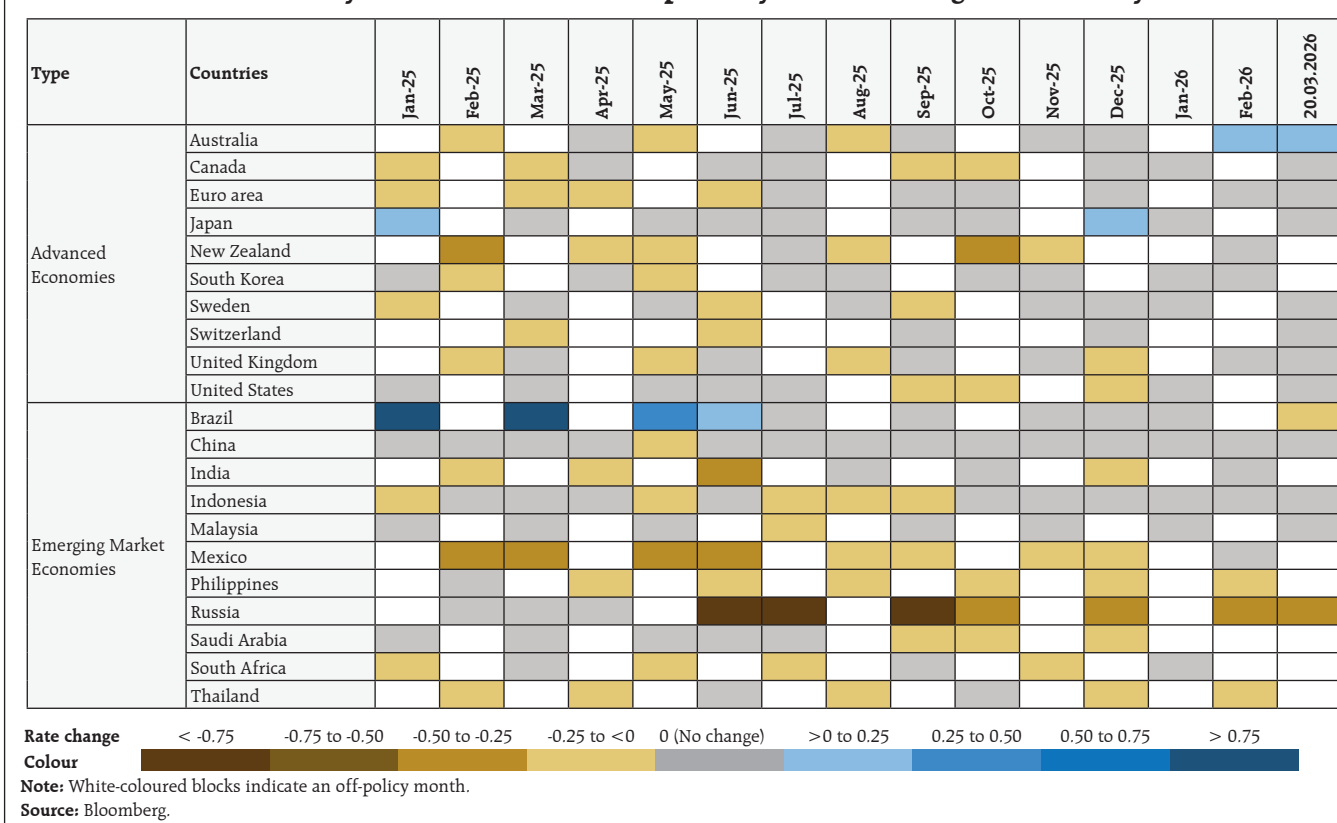 Type Countries Jan-25 Feb-25 Mar-25 Apr-25 May-25 Jun-25 Jul-25 Aug-25 Sep-25 Oct-25 Nov-25 Dec-25 Jan-26 Feb-26 20.03.2026
Advanced Economies
Australia
Canada
Euro area
Japan
New Zealand
South Korea
Sweden
Switzerland
United Kingdom
United States
Emerging Market Economies
Brazil
China
India
Indonesia
Malaysia
Mexico
Philippines
Russia
Saudi Arabia
South Africa
Thailand
Rate change < -0.75 -0.75 to -0.50 -0.50 to -0.25 -0.25 to <0 0 (No change) >0 to 0.25 0.25 to 0.50 0.50 to 0.75 > 0.75
Colour
Note: White-coloured blocks indicate an off-policy month.
Source: Bloomberg.